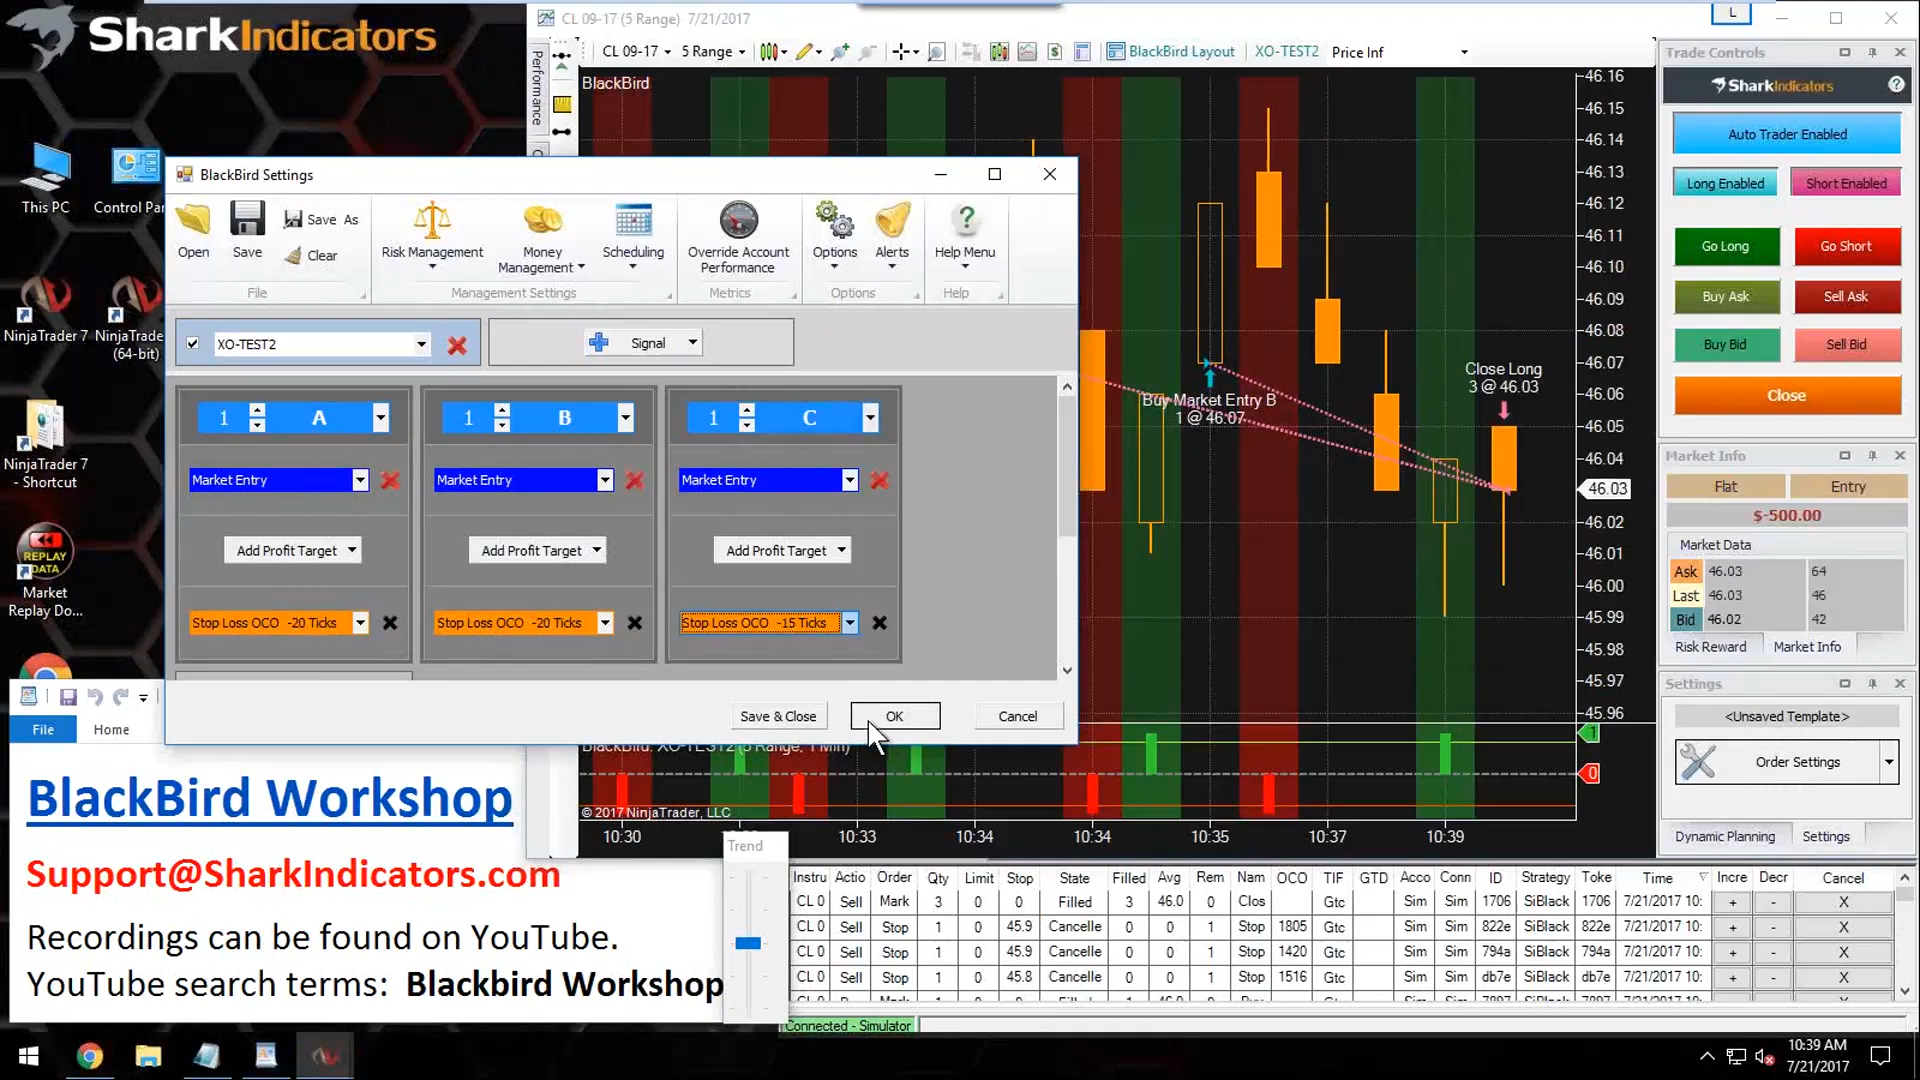 SharkIndicators
This PC
Control Par
NinjaTrader 7
NinjaTrade
(64-bit)
NinjaTrader 7
- Shortcut
REPLAY
DATA
Market
Replay Do...
CL 09-17 (5 Range) 7/21/2017
L
CL 09-17
5 Range
BlackBird Layout
XO-TEST2
Price Inf
Performance
BlackBird
BlackBird Settings
Open
Save
Save As
Clear
File
Risk Management
Money
Management
Scheduling
Management Settings
Override Account
Performance
Metrics
Options
Alerts
Options
Help Menu
Help
XO-TEST2
Signal
1 A
1 B
1 C
Market Entry
Market Entry
Market Entry
Add Profit Target
Add Profit Target
Add Profit Target
Stop Loss OCO -20 Ticks
Stop Loss OCO -20 Ticks
Stop Loss OCO -15 Ticks
Save & Close
OK
Cancel
Buy Market Entry B
1 @ 46.07
Close Long
3 @ 46.03
46.16
46.15
46.14
46.13
46.12
46.11
46.10
46.09
46.08
46.07
46.06
46.05
46.04
46.03
46.02
46.01
46.00
45.99
45.98
45.97
45.96
1
0
BlackBird: XO-TEST2 (5 Range, 1 Min)
© 2017 NinjaTrader, LLC
10:30
10:33
10:34
10:34
10:35
10:37
10:39
Trade Controls
SharkIndicators
Auto Trader Enabled
Long Enabled
Short Enabled
Go Long
Go Short
Buy Ask
Sell Ask
Buy Bid
Sell Bid
Close
Market Info
Flat
Entry
$-500.00
Market Data
Ask 46.03 64
Last 46.03 46
Bid 46.02 42
Risk Reward
Market Info
Settings
<Unsaved Template>
Order Settings
Dynamic Planning
Settings
File
Home
BlackBird Workshop
Support@SharkIndicators.com
Recordings can be found on YouTube.
YouTube search terms: Blackbird Workshop
Trend
Instru Actio Order Qty Limit Stop State Filled Avg Rem Nam OCO TIF GTD Acco Conn ID Strategy Toke Time Incre Decr Cancel
CL 0 Sell Mark 3 0 0 Filled 3 46.0 0 Clos Gtc Sim Sim 1706 SiBlack 1706 7/21/2017 10: + - X
CL 0 Sell Stop 1 0 45.9 Cancelle 0 0 1 Stop 1805 Gtc Sim Sim 822e SiBlack 822e 7/21/2017 10: + - X
CL 0 Sell Stop 1 0 45.9 Cancelle 0 0 1 Stop 1420 Gtc Sim Sim 794a SiBlack 794a 7/21/2017 10: + - X
CL 0 Sell Stop 1 0 45.8 Cancelle 0 0 1 Stop 1516 Gtc Sim Sim db7e SiBlack db7e 7/21/2017 10: + - X
Connected - Simulator
10:39 AM
7/21/2017